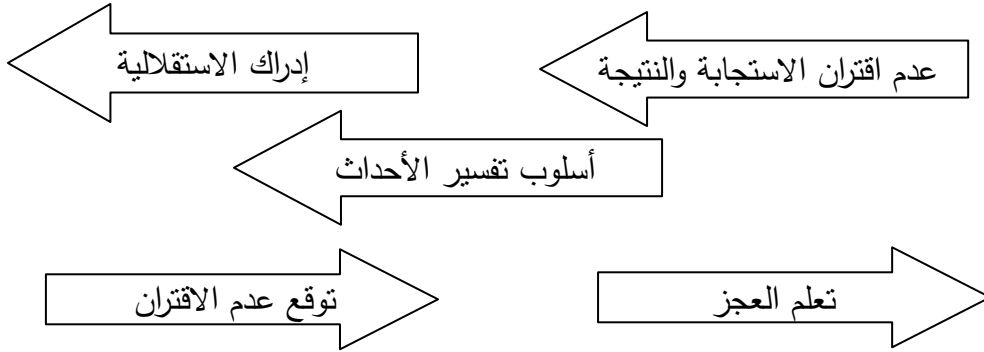 عدم اقتران الاستجابة والنتيجة
إدراك الاستقلالية
أسلوب تفسير الأحداث
توقع عدم الاقتران
تعلم العجز